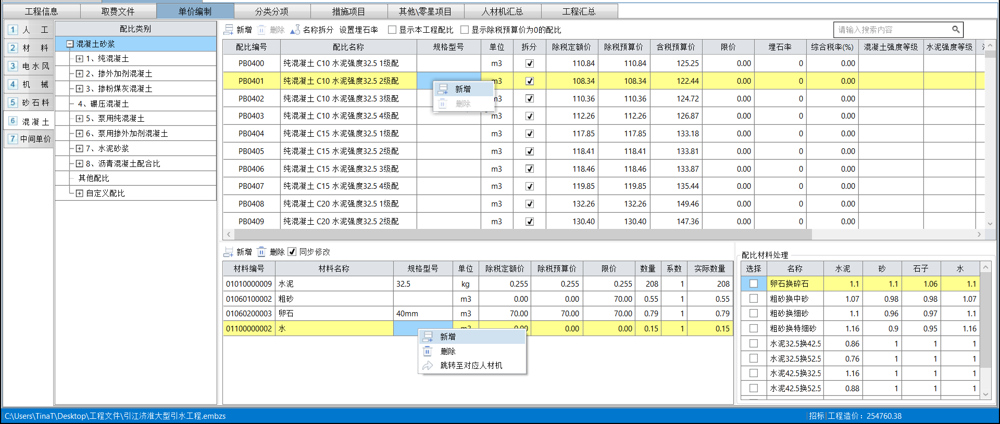 工程信息 取费文件 单价编制 分类分项 措施项目 其他\零星项目 人材机汇总 工程汇总
1 人 工
2 材 料
3 电 水 风
4 机 械
5 砂 石 料
6 混 凝 土
7 中间单价
配比类别
混凝土砂浆
1、纯混凝土
2、掺外加剂混凝土
3、掺粉煤灰混凝土
4、碾压混凝土
5、泵用纯混凝土
6、泵用掺外加剂混凝土
7、水泥砂浆
8、沥青混凝土配合比
其他配比
自定义配比
新增 删除 名称拆分 设置埋石率 显示本工程配比 显示除税预算价为0的配比 请输入搜索内容
配比编号 配比名称 规格型号 单位 拆分 除税定额价 除税预算价 含税预算价 限价 埋石率 综合税率(%) 混凝土强度等级 水泥强度等级
PB0400 纯混凝土 C10 水泥强度32.5 1级配 m3 110.84 110.84 125.25 0.00 0 0.00
PB0401 纯混凝土 C10 水泥强度32.5 2级配 m3 108.34 108.34 122.44 0.00 0 0.00
PB0402 纯混凝土 C10 水泥强度32.5 3级配 m3 110.36 110.36 124.72 0.00 0 0.00
PB0403 纯混凝土 C10 水泥强度32.5 4级配 m3 112.26 112.26 126.87 0.00 0 0.00
PB0404 纯混凝土 C15 水泥强度32.5 1级配 m3 117.85 117.85 133.18 0.00 0 0.00
PB0405 纯混凝土 C15 水泥强度32.5 2级配 m3 118.41 118.41 133.81 0.00 0 0.00
PB0406 纯混凝土 C15 水泥强度32.5 3级配 m3 118.46 118.46 133.87 0.00 0 0.00
PB0407 纯混凝土 C15 水泥强度32.5 4级配 m3 119.85 119.85 135.44 0.00 0 0.00
PB0408 纯混凝土 C20 水泥强度32.5 1级配 m3 132.26 132.26 149.46 0.00 0 0.00
PB0409 纯混凝土 C20 水泥强度32.5 2级配 m3 130.40 130.40 147.36 0.00 0 0.00
新增
删除
新增 删除 同步修改
材料编号 材料名称 规格型号 单位 除税定额价 除税预算价 限价 数量 系数 实际数量
01010000009 水泥 32.5 kg 0.255 0.255 0.255 208 1 208
01060100002 粗砂 m3 0.00 0.00 70.00 0.55 1 0.55
01060200003 卵石 40mm m3 70.00 70.00 70.00 0.79 1 0.79
01100000002 水 0.00 0.00 0.15 1 0.15
新增
删除
跳转至对应人材机
配比材料处理
选择 名称 水泥 砂 石子 水
卵石换碎石 1.1 1.1 1.06 1.1
粗砂换中砂 1.07 0.98 0.98 1.07
粗砂换细砂 1.1 0.96 0.97 1.1
粗砂换特细砂 1.16 0.9 0.95 1.16
水泥32.5换42.5 0.86 1 1 1
水泥32.5换52.5 0.76 1 1 1
水泥42.5换32.5 1.16 1 1 1
水泥42.5换52.5 0.88 1 1 1
C:\Users\TinaT\Desktop\工程文件\引江济淮大型引水工程.embzs 招标 工程造价：254760.38